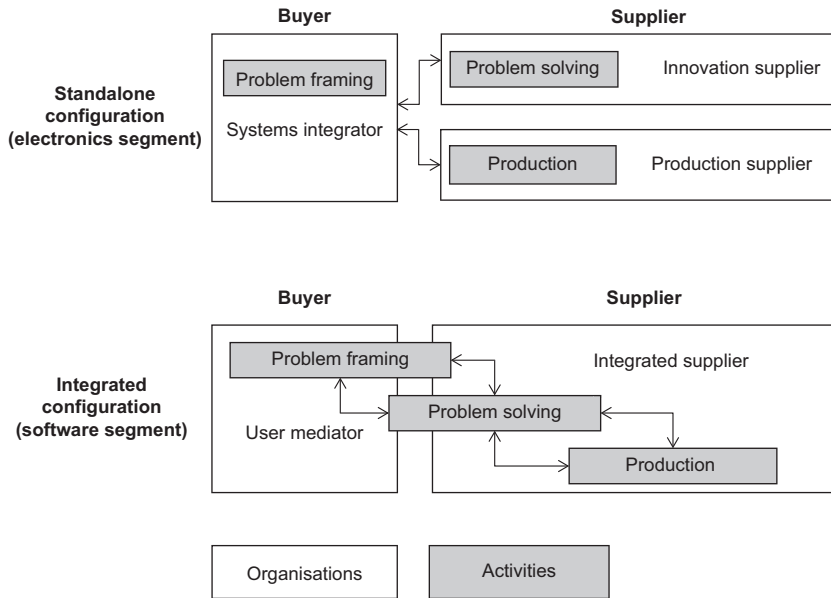 Buyer
Supplier
Standalone
configuration
(electronics segment)
Problem framing
Systems integrator
Problem solving
Innovation supplier
Production
Production supplier
Buyer
Supplier
Integrated
configuration
(software segment)
Problem framing
Integrated supplier
Problem solving
User mediator
Production
Organisations
Activities